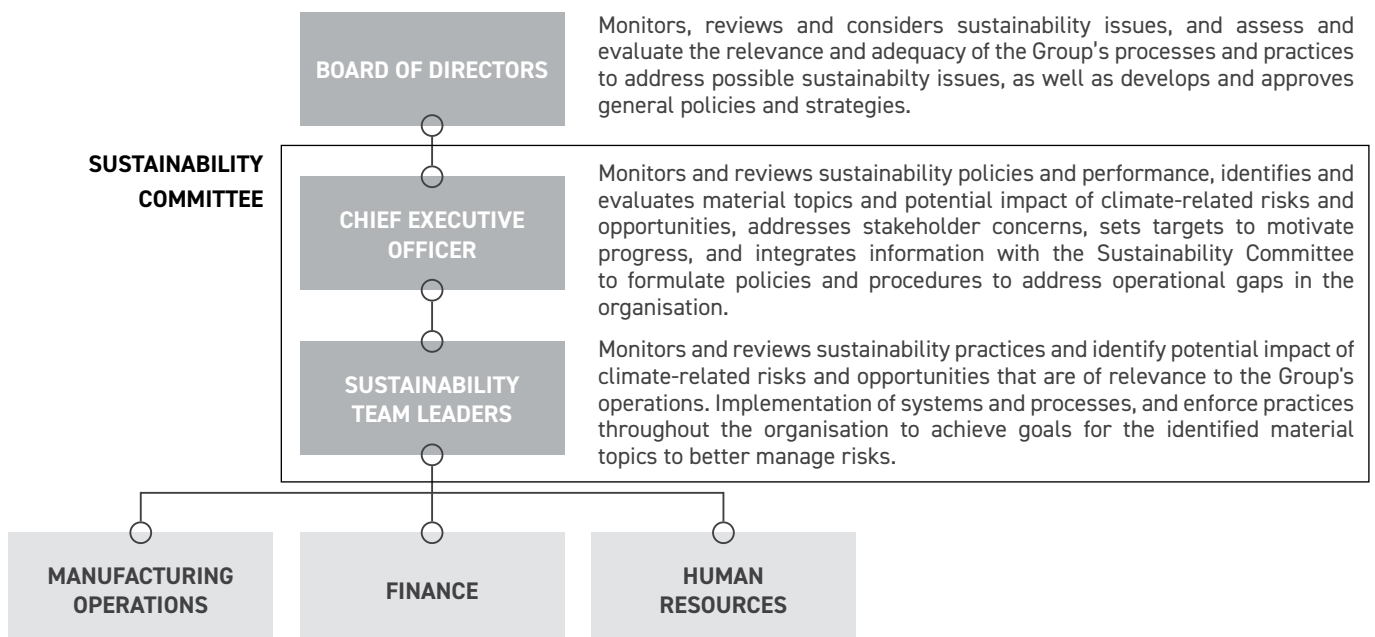 BOARD OF DIRECTORS
Monitors, reviews and considers sustainability issues, and assess and
evaluate the relevance and adequacy of the Group’s processes and practices
to address possible sustainabilty issues, as well as develops and approves
general policies and strategies.
SUSTAINABILITY
COMMITTEE
CHIEF EXECUTIVE
OFFICER
Monitors and reviews sustainability policies and performance, identifies and
evaluates material topics and potential impact of climate-related risks and
opportunities, addresses stakeholder concerns, sets targets to motivate
progress, and integrates information with the Sustainability Committee
to formulate policies and procedures to address operational gaps in the
organisation.
SUSTAINABILITY
TEAM LEADERS
Monitors and reviews sustainability practices and identify potential impact of
climate-related risks and opportunities that are of relevance to the Group's
operations. Implementation of systems and processes, and enforce practices
throughout the organisation to achieve goals for the identified material
topics to better manage risks.
MANUFACTURING
OPERATIONS
FINANCE
HUMAN
RESOURCES